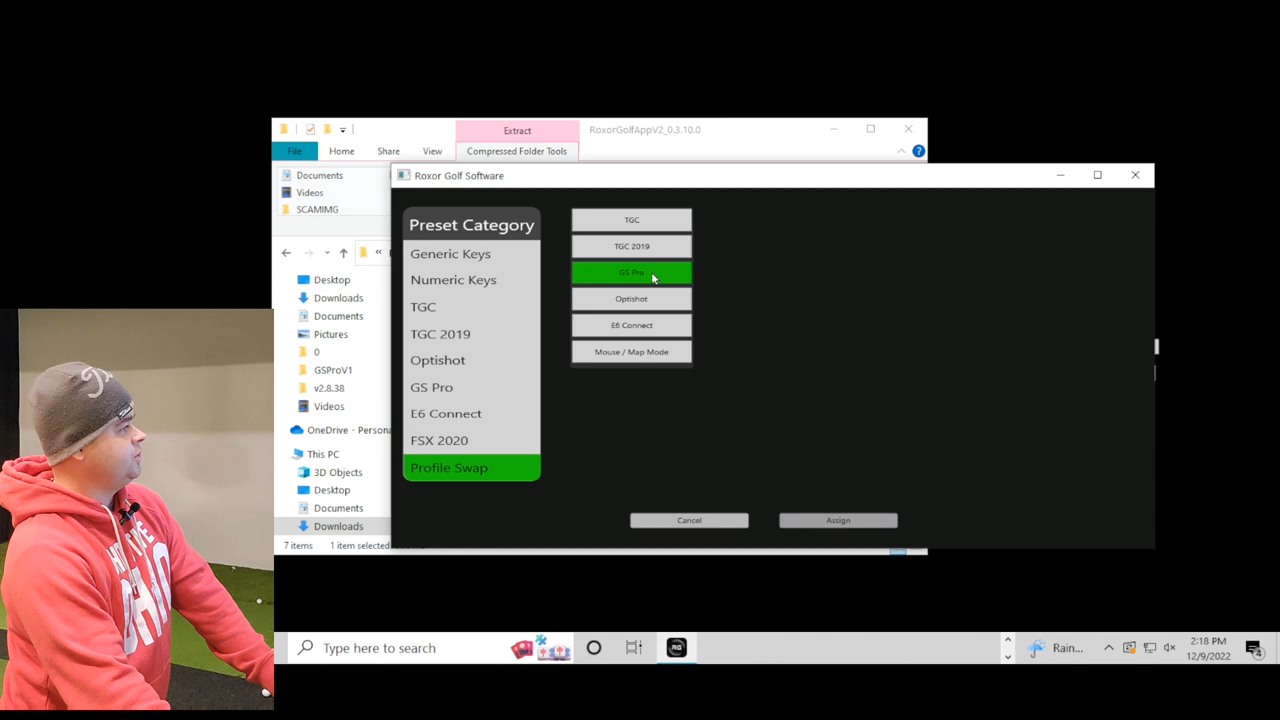 Extract
RoxorGolfAppV2_0.3.10.0
File
Home
Share
View
Compressed Folder Tools
Documents
Videos
SCAMIMG
Roxor Golf Software
Preset Category
Generic Keys
Numeric Keys
TGC
TGC 2019
Optishot
GS Pro
E6 Connect
FSX 2020
Profile Swap
TGC
TGC 2019
GS Pro
Optishot
E6 Connect
Mouse / Map Mode
Cancel
Assign
Desktop
Downloads
Documents
Pictures
0
GSProV1
v2.8.38
Videos
OneDrive - Persona
This PC
3D Objects
Desktop
Documents
Downloads
7 items
1 item selected
Type here to search
RG
Rain...
2:18 PM
12/9/2022
4